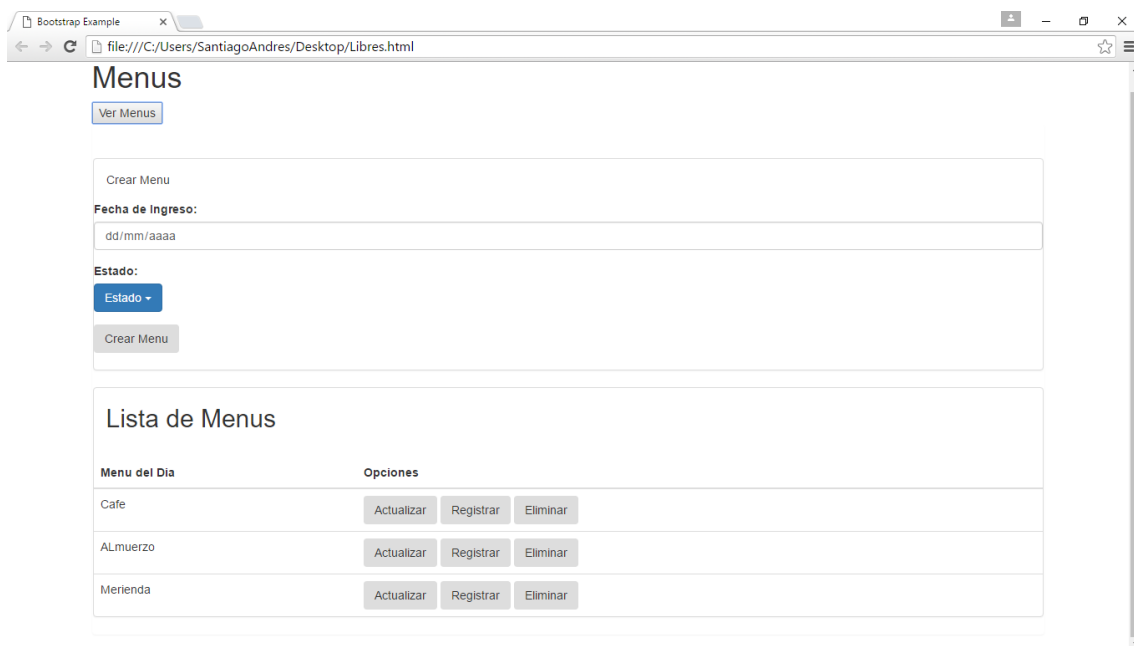 Bootstrap Example
file:///C:/Users/SantiagoAndres/Desktop/Libres.html
Menus
Ver Menus
Crear Menu
Fecha de Ingreso:
dd/mm/aaaa
Estado:
Estado
Crear Menu
Lista de Menus
Menu del Dia Opciones
Cafe Actualizar Registrar Eliminar
ALmuerzo Actualizar Registrar Eliminar
Merienda Actualizar Registrar Eliminar